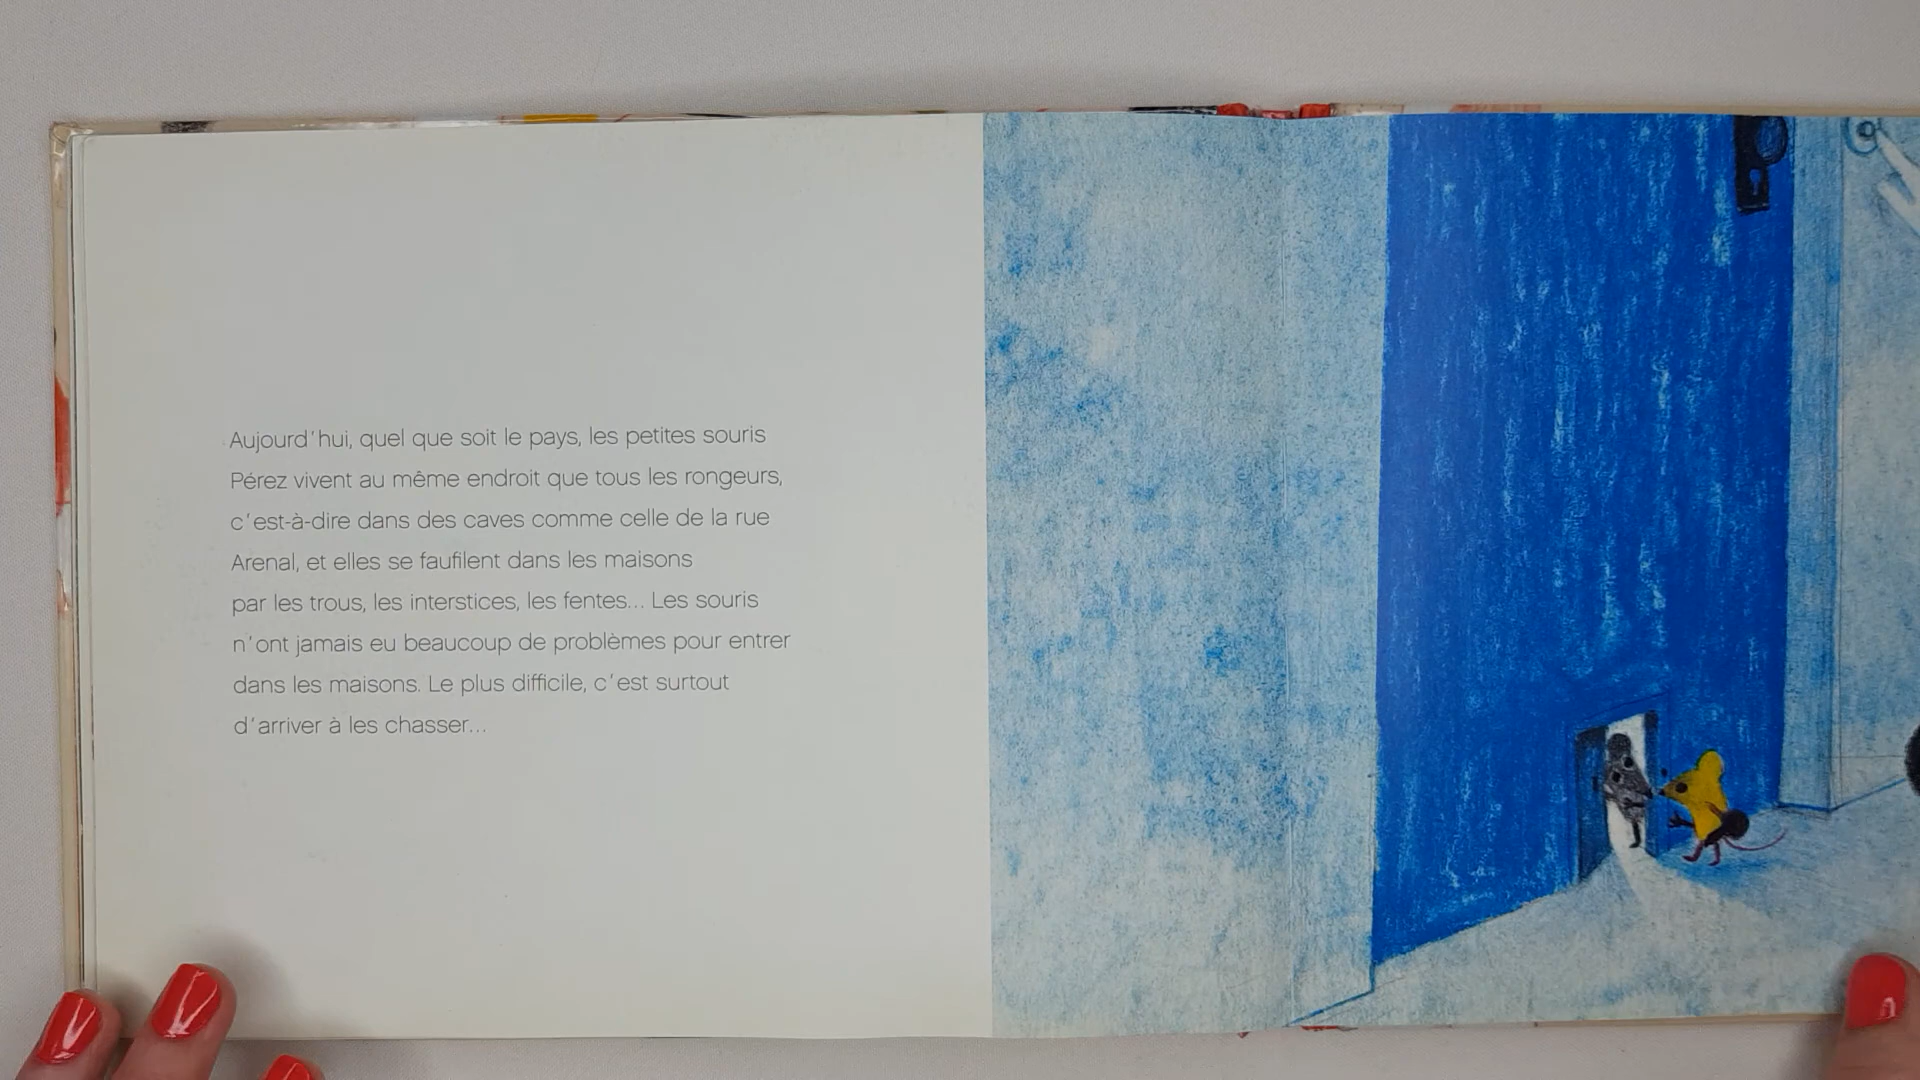 Aujourd'hui, quel que soit le pays, les petites souris
Pérez vivent au même endroit que tous les rongeurs,
c'est-à-dire dans des caves comme celle de la rue
Arenal, et elles se faufilent dans les maisons
par les trous, les interstices, les fentes... Les souris
n'ont jamais eu beaucoup de problèmes pour entrer
dans les maisons. Le plus difficile, c'est surtout
d'arriver à les chasser...